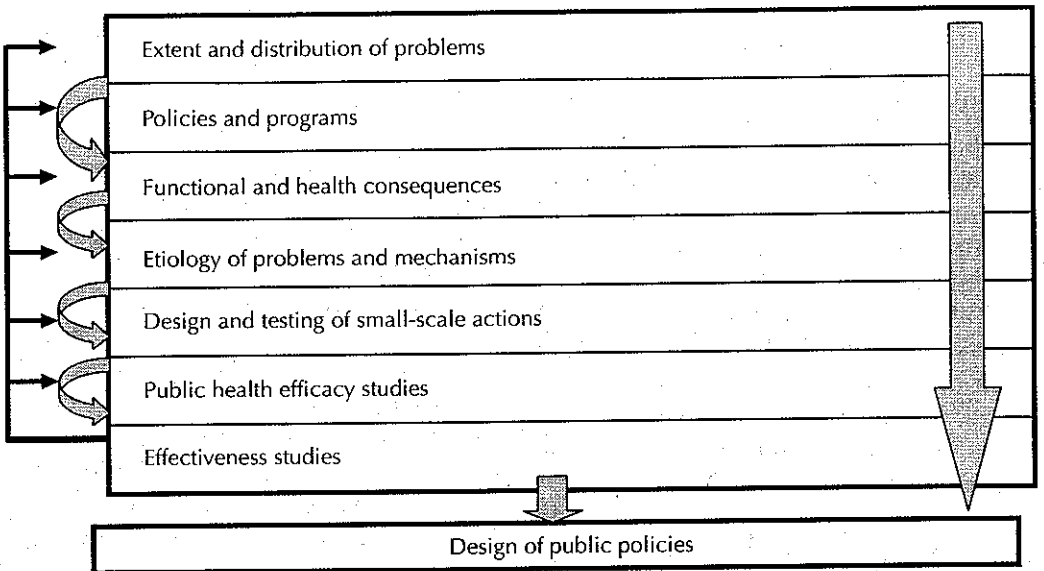 Extent and distribution of problems
Policies and programs
Functional and health consequences
Etiology of problems and mechanisms
Design and testing of small-scale actions
Public health efficacy studies
Effectiveness studies
Design of public policies